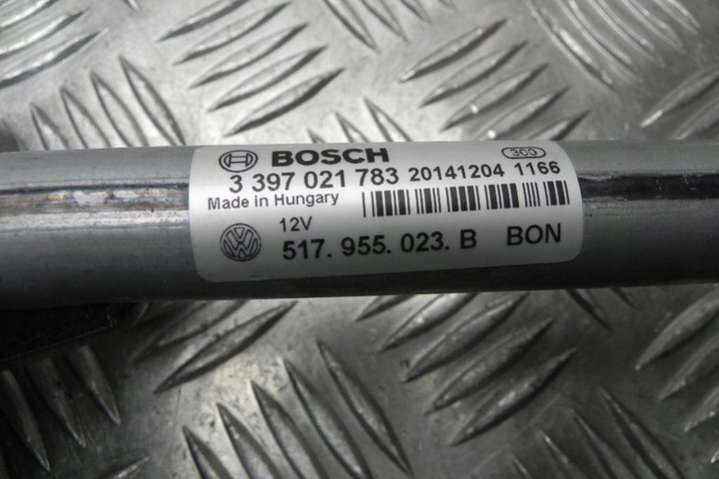 BOSCH 360
3 397 021 783 20141204 1166
Made in Hungary
12V
517. 955. 023. B BON